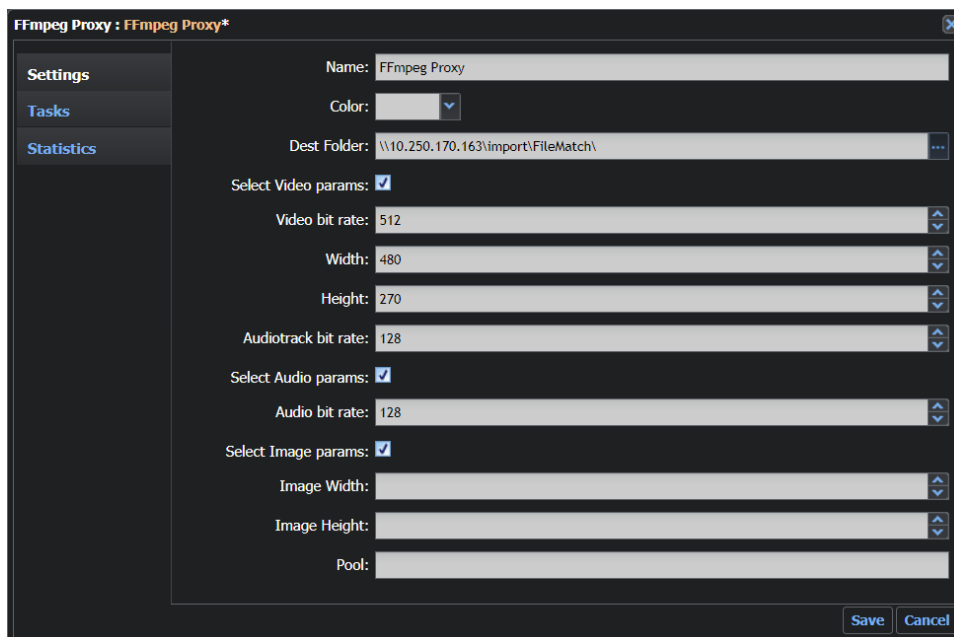 FFmpeg Proxy : FFmpeg Proxy*
Settings
Tasks
Statistics
Name: FFmpeg Proxy
Color:
Dest Folder: \\10.250.170.163\import\FileMatch\
...
Select Video params:
Video bit rate: 512
Width: 480
Height: 270
Audiotrack bit rate: 128
Select Audio params:
Audio bit rate: 128
Select Image params:
Image Width:
Image Height:
Pool:
Save Cancel